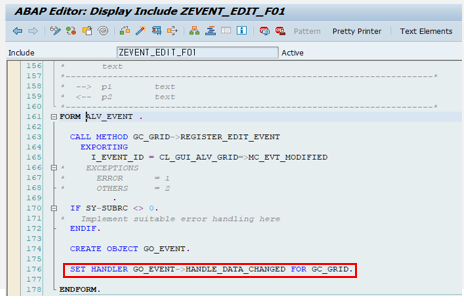 ABAP Editor: Display Include ZEVENT_EDIT_F01
Pattern Pretty Printer Text Elements
Include ZEVENT_EDIT_F01 Active
156 * text
157 *----------------------------------------------------------------------*
158 * --> p1 text
159 * <-- p2 text
160 *----------------------------------------------------------------------*
161 FORM ALV_EVENT .
162
163 CALL METHOD GC_GRID->REGISTER_EDIT_EVENT
164 EXPORTING
165 I_EVENT_ID = CL_GUI_ALV_GRID=>MC_EVT_MODIFIED
166 * EXCEPTIONS
167 * ERROR = 1
168 * OTHERS = 2
169 .
170 IF SY-SUBRC <> 0.
171 * Implement suitable error handling here
172 ENDIF.
173
174 CREATE OBJECT GO_EVENT.
175
176 SET HANDLER GO_EVENT->HANDLE_DATA_CHANGED FOR GC_GRID.
177
178 ENDFORM.